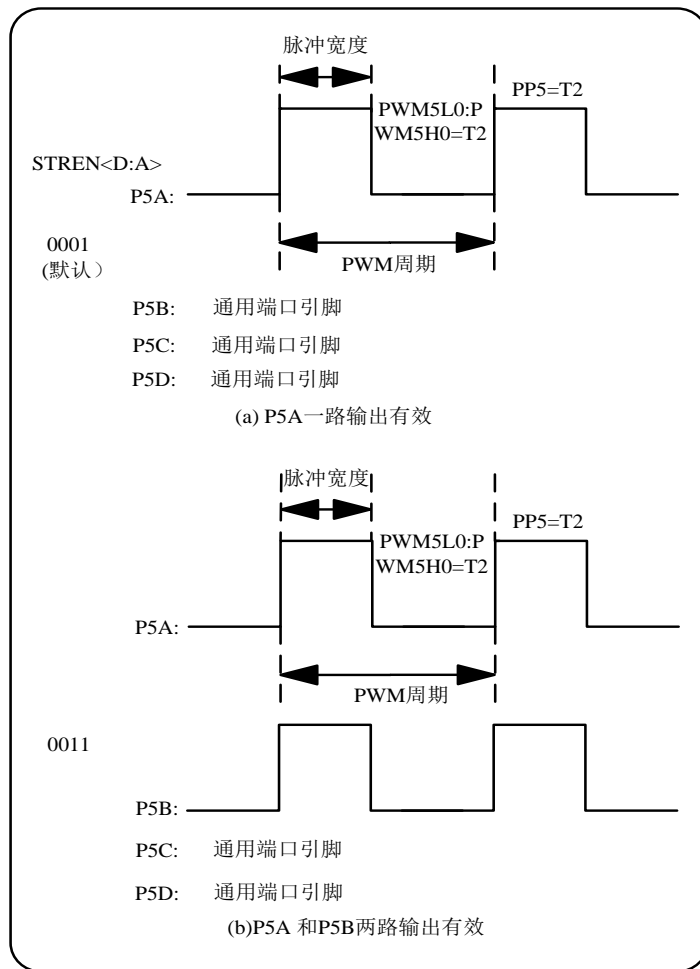 脉冲宽度
PP5=T2
PWM5L0:P
WM5H0=T2
STREN<D:A>
P5A:
0001
(默认）
PWM周期
P5B: 通用端口引脚
P5C: 通用端口引脚
P5D: 通用端口引脚
(a) P5A一路输出有效
脉冲宽度
PP5=T2
PWM5L0:P
WM5H0=T2
P5A:
PWM周期
0011
P5B:
P5C: 通用端口引脚
P5D: 通用端口引脚
(b)P5A 和P5B两路输出有效